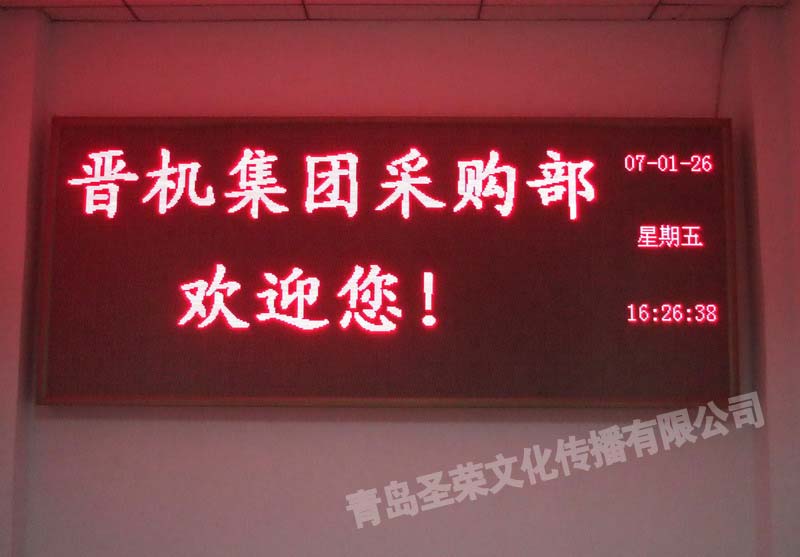 晋机集团采购部
欢迎您!
07-01-26
星期五
16:26:38
青岛圣荣文化传播有限公司